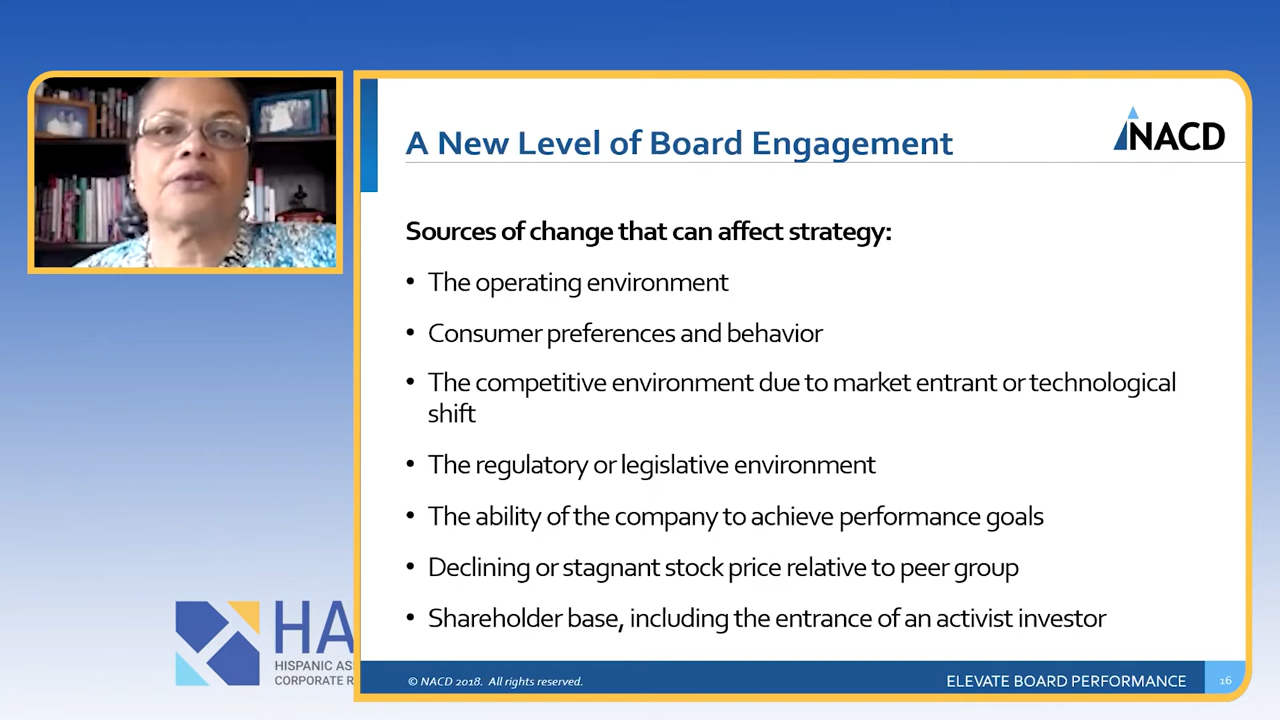 A New Level of Board Engagement
NACD
Sources of change that can affect strategy:
• The operating environment
• Consumer preferences and behavior
• The competitive environment due to market entrant or technological
shift
• The regulatory or legislative environment
• The ability of the company to achieve performance goals
• Declining or stagnant stock price relative to peer group
• Shareholder base, including the entrance of an activist investor
HA
HISPANIC AS
CORPORATE R
© NACD 2018. All rights reserved.
ELEVATE BOARD PERFORMANCE
16